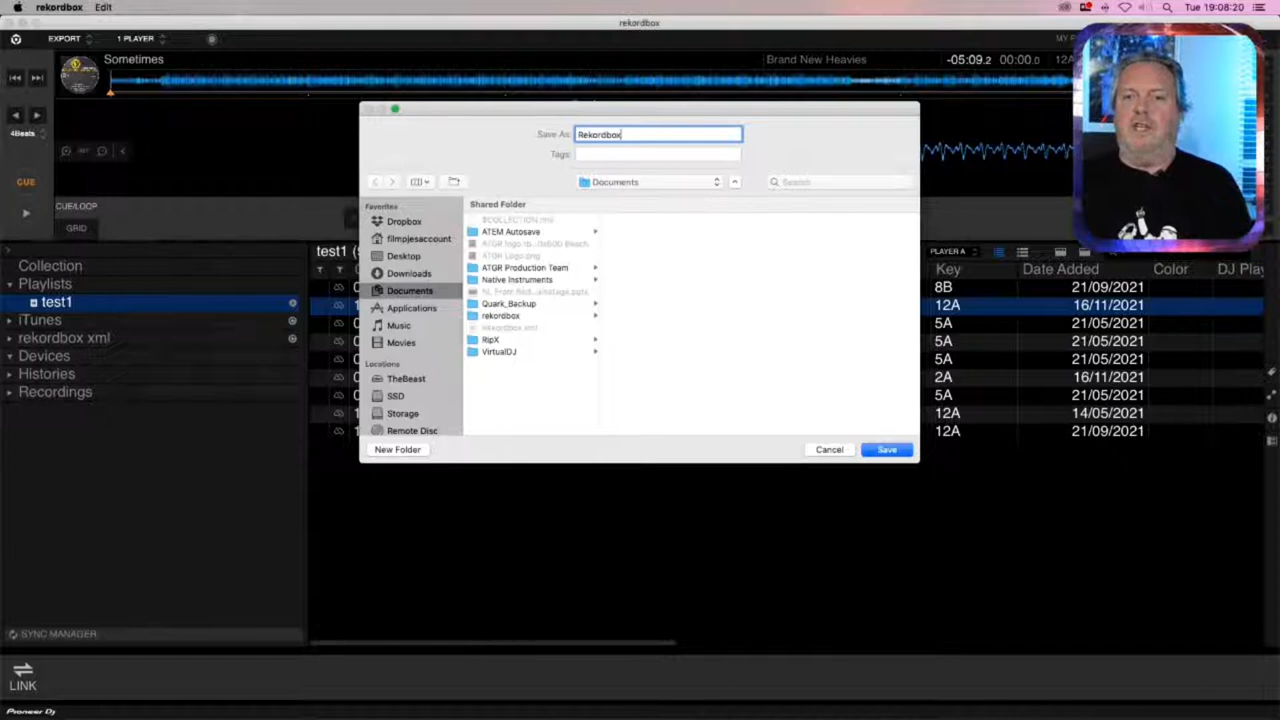 rekordbox Edit Tue 19:08:20
rekordbox
EXPORT 1 PLAYER
Sometimes Brand New Heavies -05:09.2 00:00.0
4Beats
CUE
CUE/LOOP
GRID
Save As: Rekordbox
Tags:
Documents Search
Favorites
Dropbox
filmpjesaccount
Desktop
Downloads
Documents
Applications
Music
Movies
Locations
TheBeast
SSD
Storage
Remote Disc
Shared Folder
ATEM Autosave
ATGR Logo.png
ATGR Production Team
Native Instruments
Quark_Backup
rekordbox
Rekordbox.xml
RipX
VirtualDJ
New Folder Cancel Save
test1
Collection
Playlists
test1
iTunes
rekordbox xml
Devices
Histories
Recordings
PLAYER A
Key Date Added Color DJ Play
8B 21/09/2021
12A 16/11/2021
5A 21/05/2021
5A 21/05/2021
5A 21/05/2021
2A 16/11/2021
5A 21/05/2021
12A 14/05/2021
12A 21/09/2021
SYNC MANAGER
LINK
Pioneer Dj